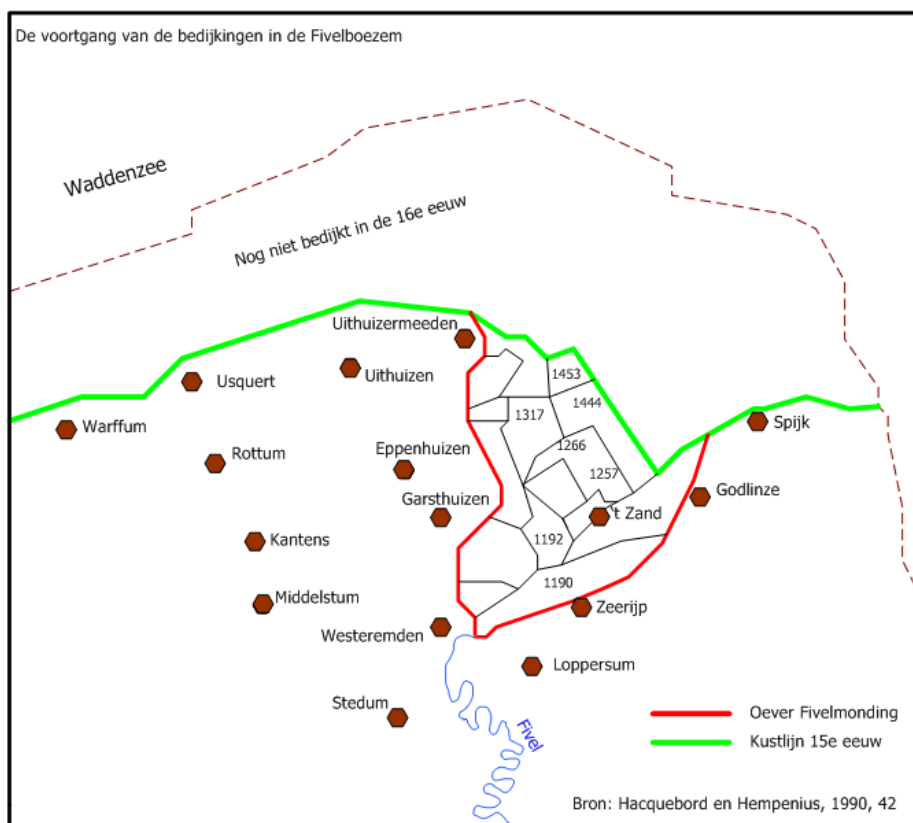 De voortgang van de bedijkingen in de Fivelboezem
Waddenzee
Nog niet bedijkt in de 16e eeuw
Uithuizermeeden
Uithuizen
Usquert
1453
1444
1317
Warffum
Spijk
Rottum
Eppenhuizen
1266
1257
Godlinze
Garsthuizen
't Zand
Kantens
1192
1190
Middelstum
Zeerijp
Westeremden
Loppersum
Stedum
Fivel
Oever Fivelmonding
Kustlijn 15e eeuw
Bron: Hacquebord en Hempenius, 1990, 42